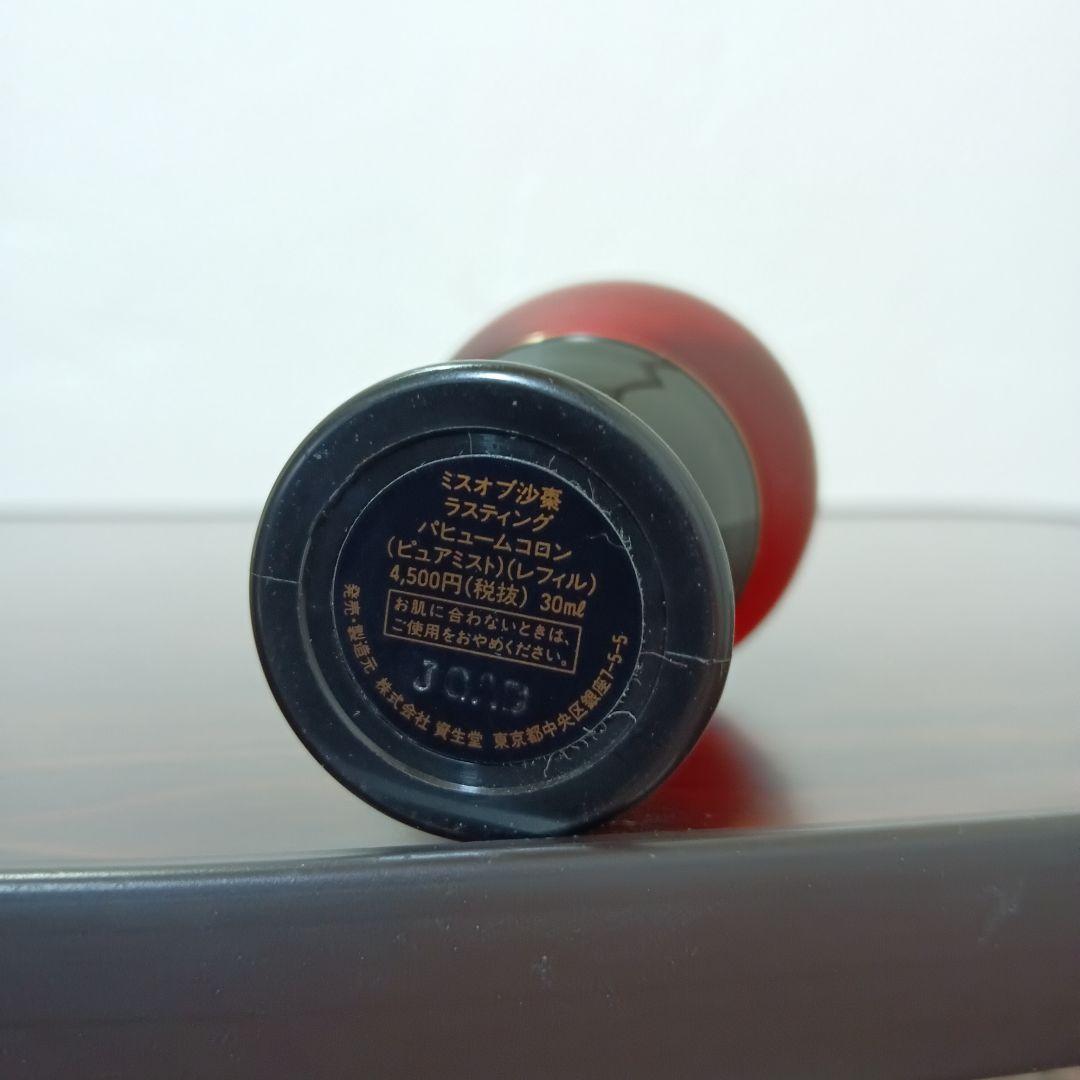 ミスオブ沙棗
ラスティング
パヒュームコロン
(ピュアミスト)(レフィル)
4,500円(税抜) 30ml
お肌に合わないときは、
ご使用をおやめください。
発売・製造元 株式会社 資生堂 東京都中央区銀座7-5-5